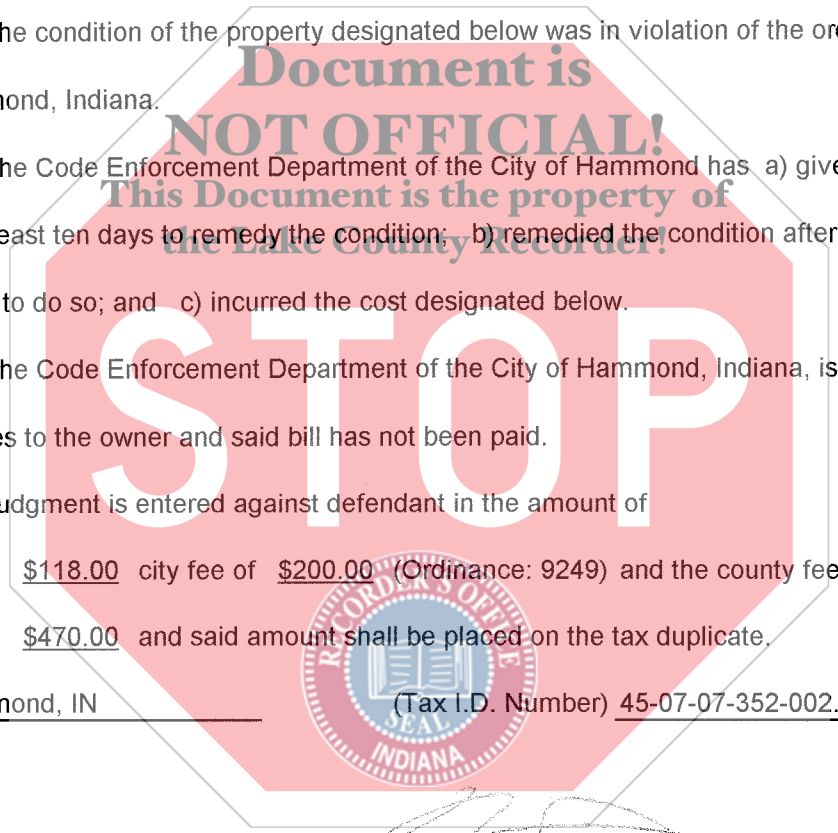 he condition of the property designated below was in violation of the or
Document is
ond, Indiana.
NOT OFFICIAL!
he Code Enforcement Department of the City of Hammond has a) give
This Document is the property of
east ten days to remedy the condition; b) remedied the condition after
the Lake County Recorder!
to do so; and c) incurred the cost designated below.
he Code Enforcement Department of the City of Hammond, Indiana, is
STOP
s to the owner and said bill has not been paid.
udgment is entered against defendant in the amount of
$118.00 city fee of $200.00 (Ordinance: 9249) and the county fee
$470.00 and said amount shall be placed on the tax duplicate.
mond, IN (Tax I.D. Number) 45-07-07-352-002.
RECORDER'S OFFICE
SEAL
INDIANA